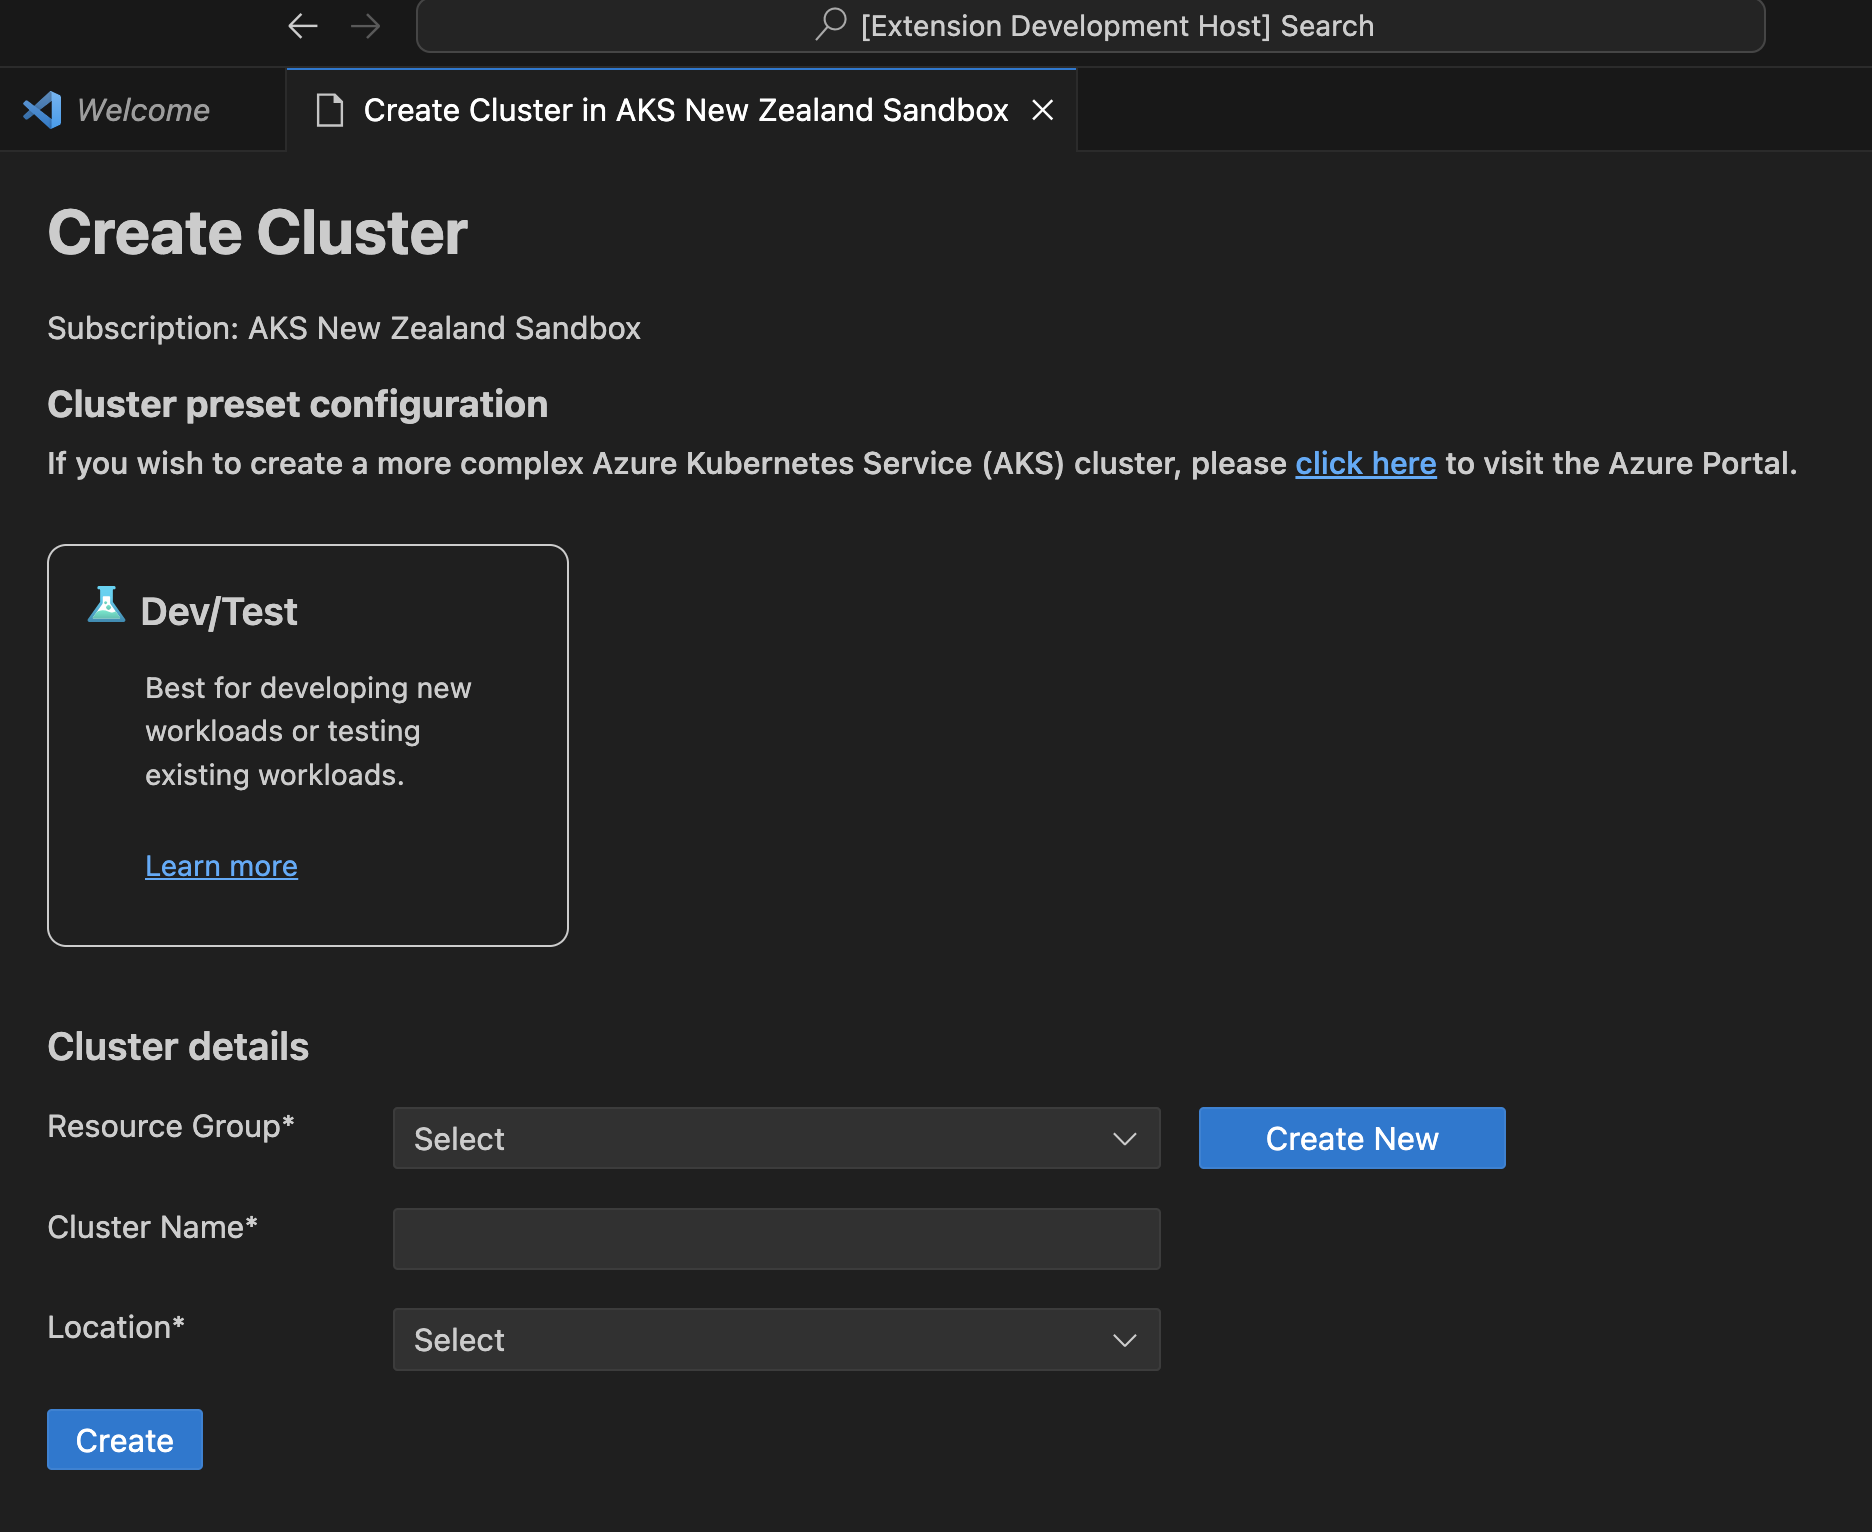 [Extension Development Host] Search
Welcome
Create Cluster in AKS New Zealand Sandbox
Create Cluster
Subscription: AKS New Zealand Sandbox
Cluster preset configuration
If you wish to create a more complex Azure Kubernetes Service (AKS) cluster, please click here to visit the Azure Portal.
Dev/Test
Best for developing new
workloads or testing
existing workloads.
Learn more
Cluster details
Resource Group*
Select
Create New
Cluster Name*
Location*
Select
Create